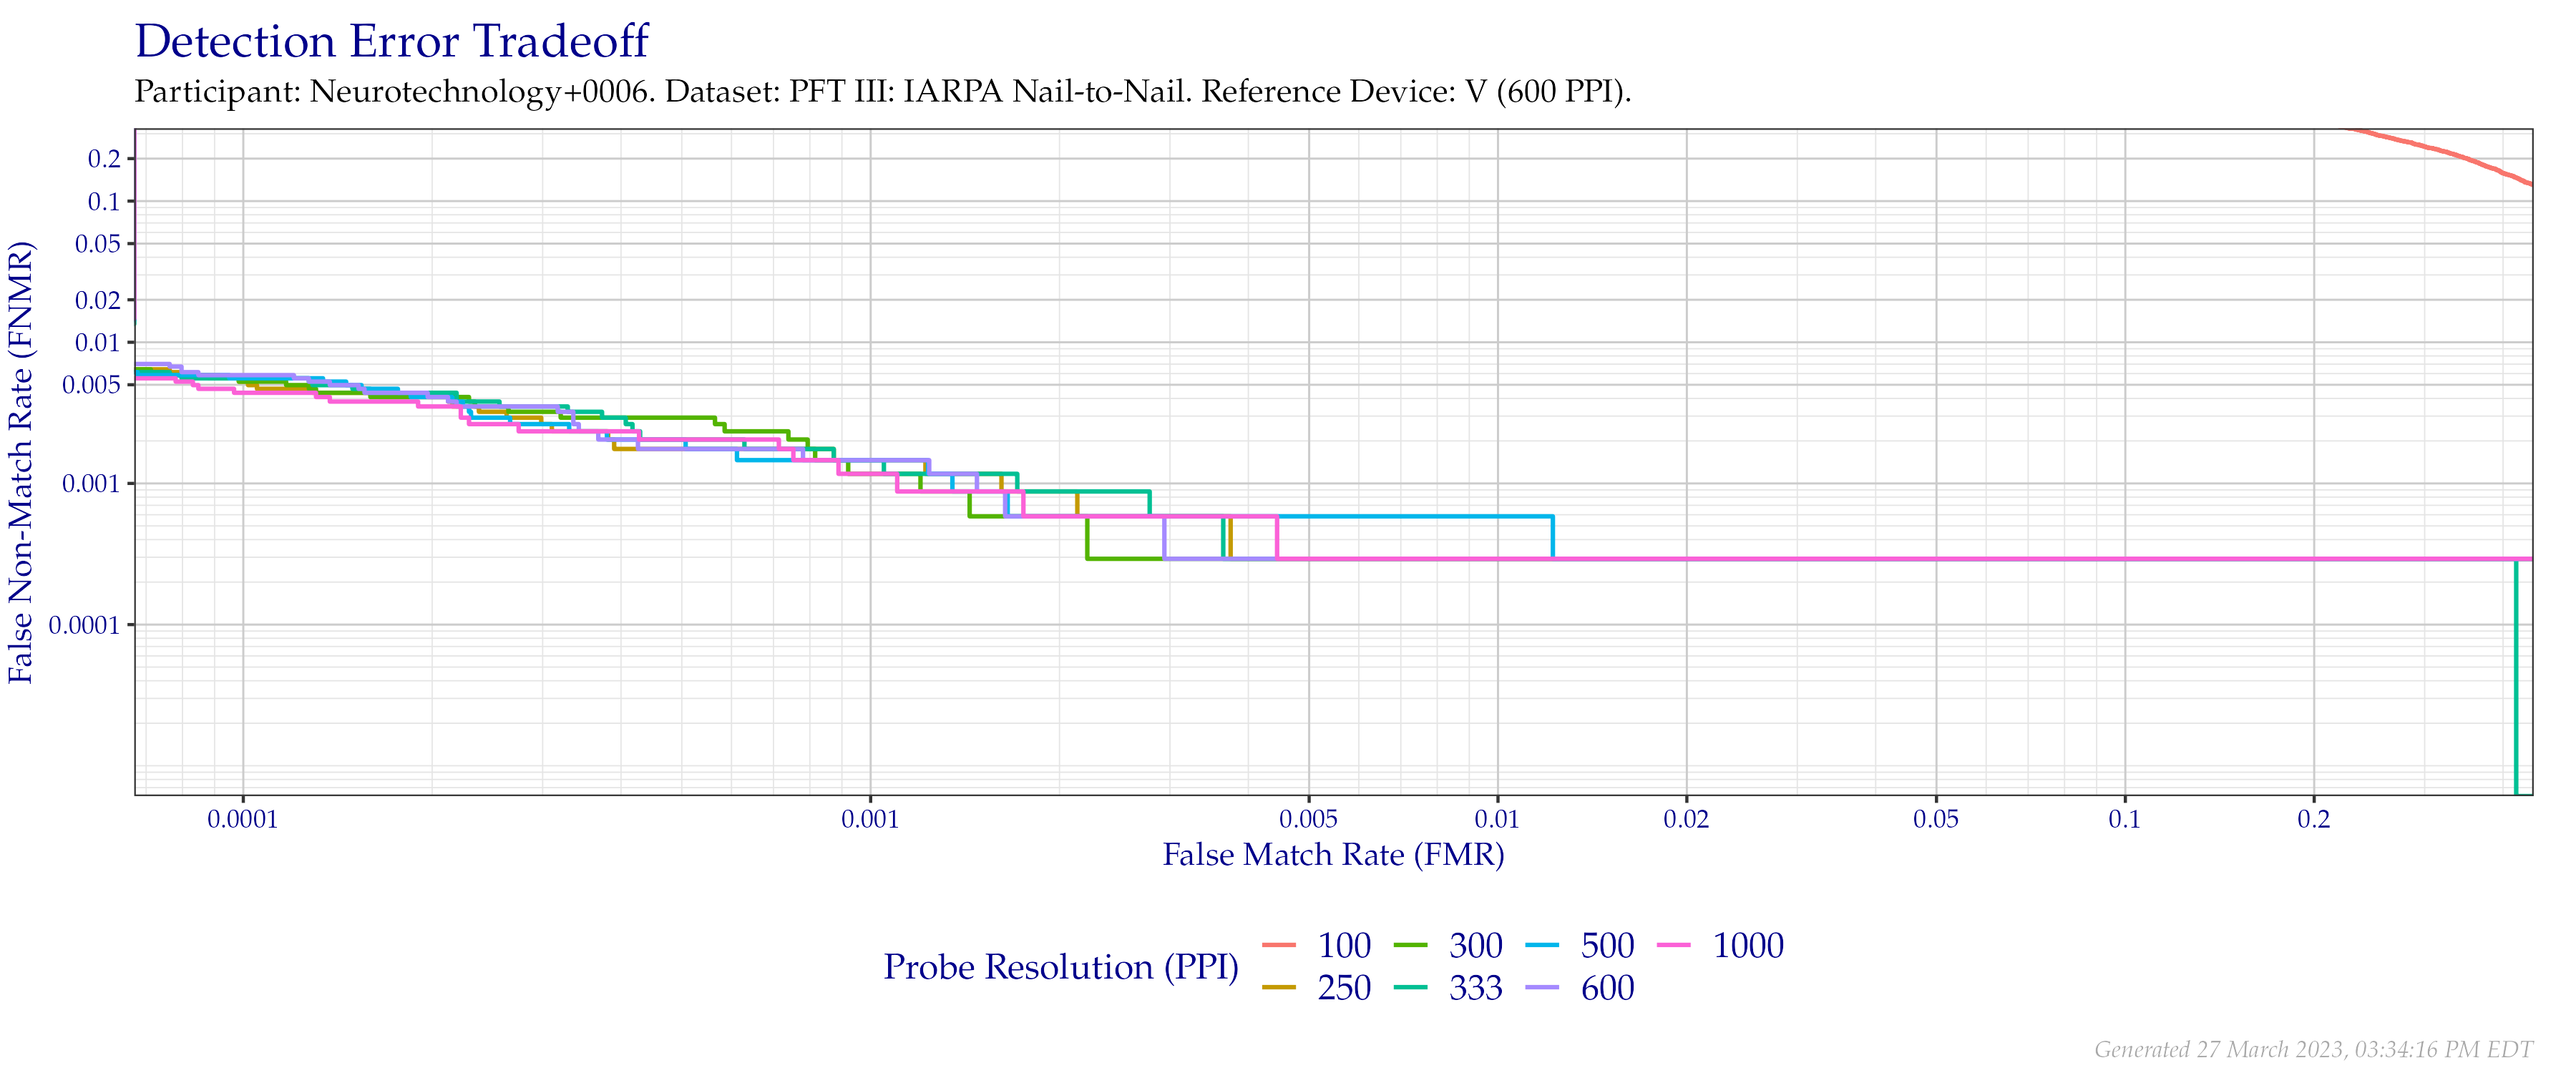 Detection Error Tradeoff
Participant: Neurotechnology+0006. Dataset: PFT III: IARPA Nail-to-Nail. Reference Device: V (600 PPI).
False Non-Match Rate (FNMR)
0.2
0.1
0.05
0.02
0.01
0.005
0.001
0.0001
0.0001 0.001 0.005 0.01 0.02 0.05 0.1 0.2
False Match Rate (FMR)
Probe Resolution (PPI)
100 300 500 1000
250 333 600
Generated 27 March 2023, 03:34:16 PM EDT